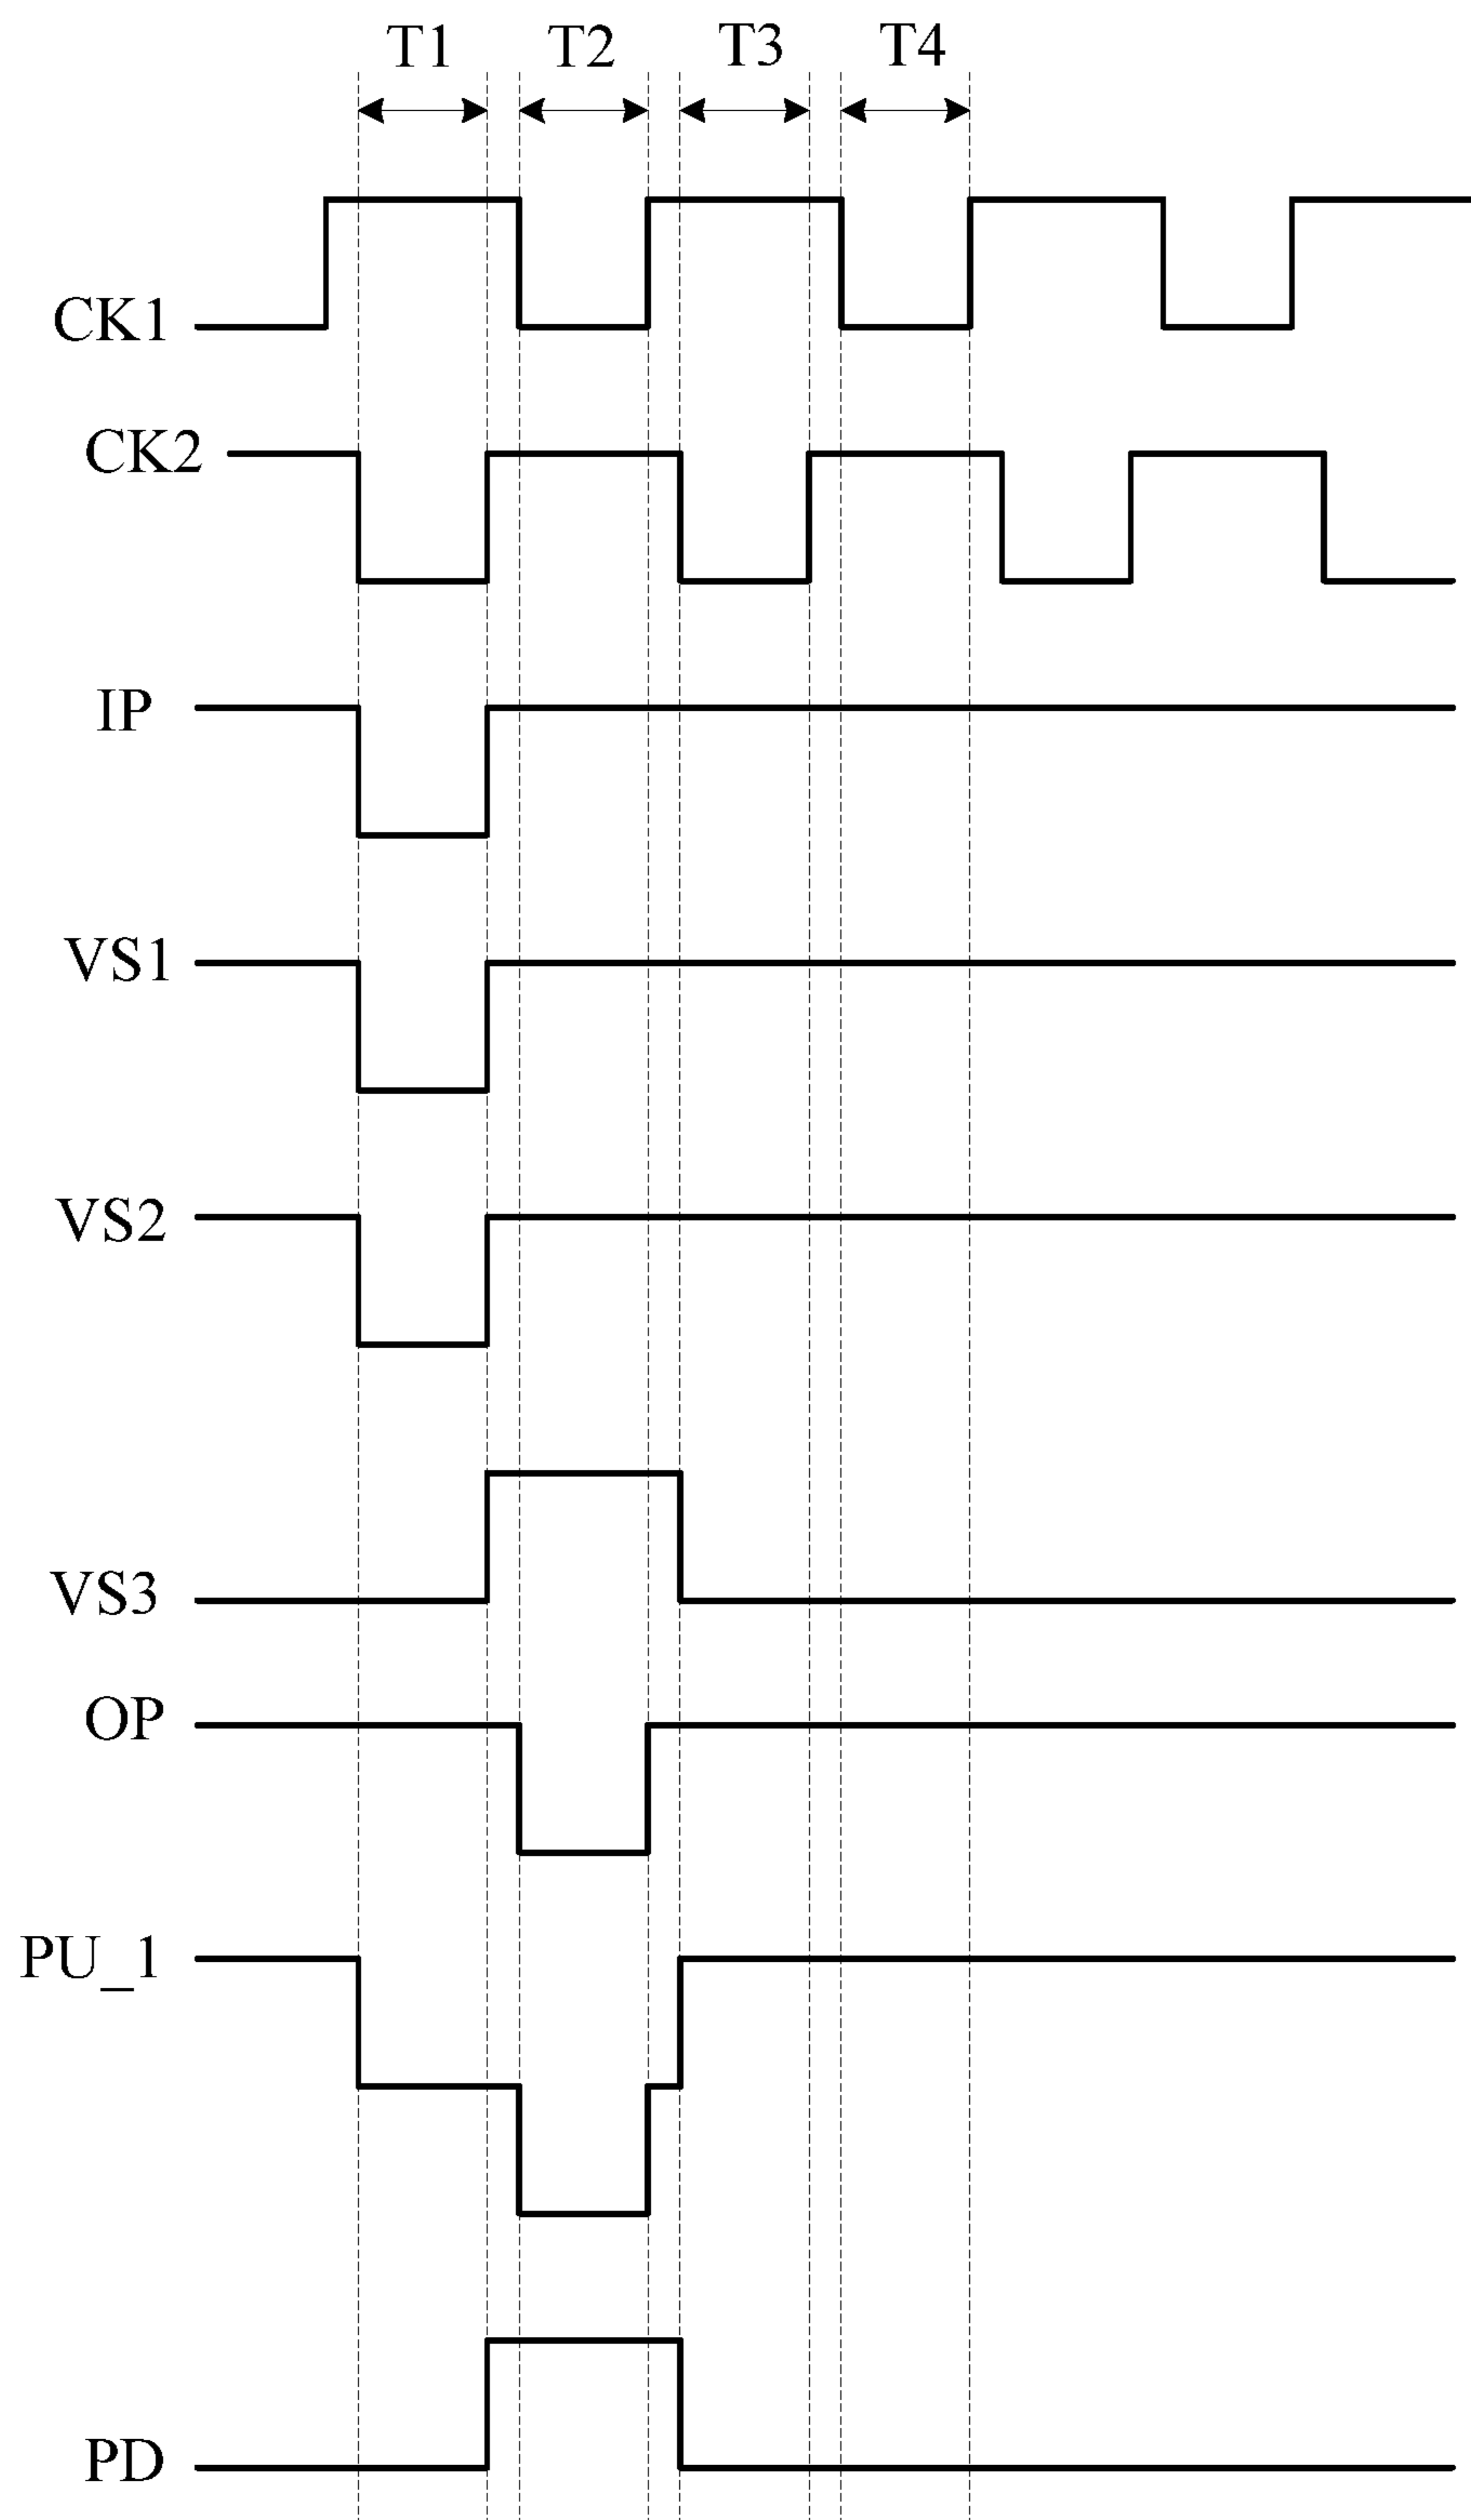 T1 T2 T3 T4
CK1
CK2
IP
VS1
VS2
VS3
OP
PU_1
PD